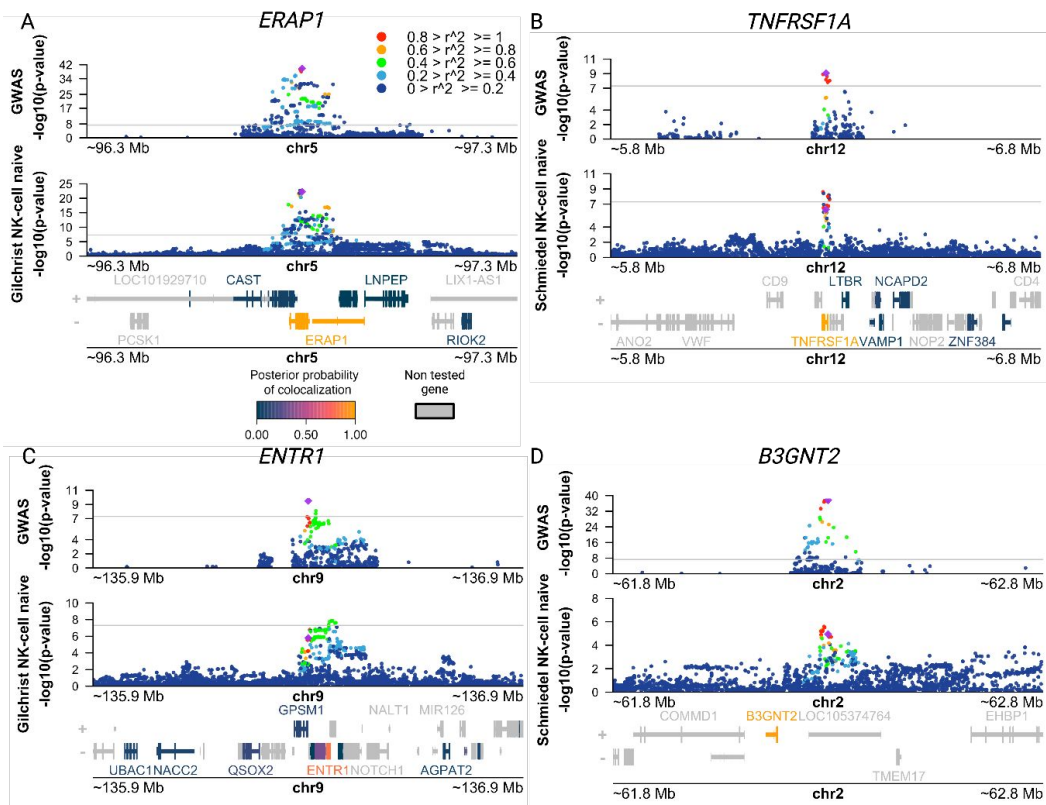 A
ERAP1
0.8 > r^2 >= 1
0.6 > r^2 >= 0.8
0.4 > r^2 >= 0.6
0.2 > r^2 >= 0.4
0 > r^2 >= 0.2
GWAS
-log10(p-value)
42
34
25
17
8
0
~96.3 Mb
chr5
~97.3 Mb
Gilchrist NK-cell naive
-log10(p-value)
25
20
15
10
5
0
~96.3 Mb
chr5
~97.3 Mb
LOC101929710
CAST
LNPEP
LIX1-AS1
+
-
PCSK1
ERAP1
RIOK2
~96.3 Mb
chr5
~97.3 Mb
Posterior probability
of colocalization
0.00
0.50
1.00
Non tested
gene
B
TNFRSF1A
GWAS
-log10(p-value)
11
9
7
4
2
0
~5.8 Mb
chr12
~6.8 Mb
Schmiedel NK-cell naive
-log10(p-value)
11
9
7
4
2
0
~5.8 Mb
chr12
~6.8 Mb
CD9
LTBR
NCAPD2
CD4
+
-
ANO2
VWF
TNFRSF1A
VAMP1
NOP2
ZNF384
~5.8 Mb
chr12
~6.8 Mb
C
ENTR1
GWAS
-log10(p-value)
11
9
7
4
2
0
~135.9 Mb
chr9
~136.9 Mb
Gilchrist NK-cell naive
-log10(p-value)
10
8
6
4
2
0
~135.9 Mb
chr9
~136.9 Mb
GPSM1
NALT1
MIR126
+
-
UBAC1
NACC2
QSOX2
ENTR1
NOTCH1
AGPAT2
~135.9 Mb
chr9
~136.9 Mb
D
B3GNT2
GWAS
-log10(p-value)
40
32
24
16
8
0
~61.8 Mb
chr2
~62.8 Mb
Schmiedel NK-cell naive
-log10(p-value)
8
6
4
2
0
~61.8 Mb
chr2
~62.8 Mb
COMMD1
B3GNT2
LOC105374764
EHBP1
+
-
TMEM17
~61.8 Mb
chr2
~62.8 Mb